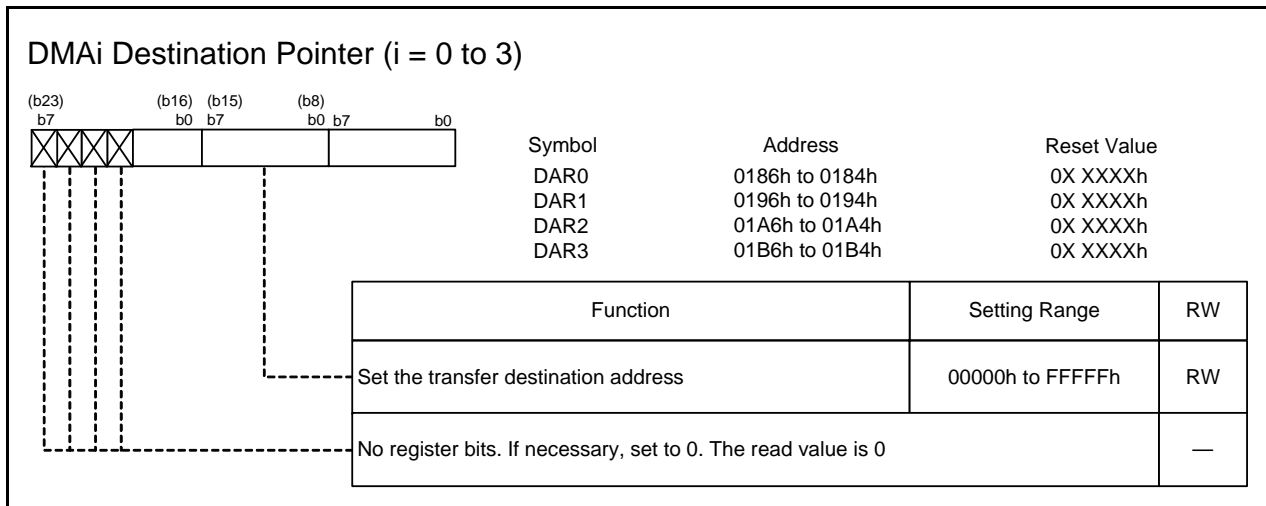 DMAi Destination Pointer (i = 0 to 3)
(b23) (b16) (b15) (b8)
b7 b0 b7 b0 b7 b0
Symbol Address Reset Value
DAR0 0186h to 0184h 0X XXXXh
DAR1 0196h to 0194h 0X XXXXh
DAR2 01A6h to 01A4h 0X XXXXh
DAR3 01B6h to 01B4h 0X XXXXh
Function Setting Range RW
Set the transfer destination address 00000h to FFFFFh RW
No register bits. If necessary, set to 0. The read value is 0 —